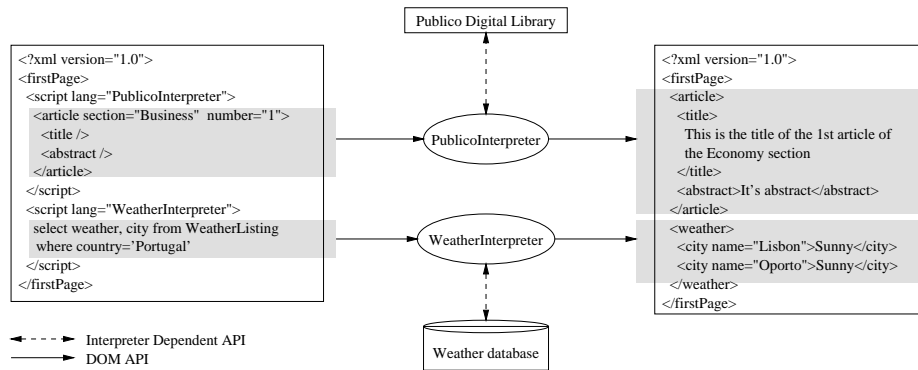 Publico Digital Library
<?xml version="1.0">
<firstPage>
<script lang="PublicoInterpreter">
<article section="Business" number="1">
<title />
<abstract />
</article>
</script>
<script lang="WeatherInterpreter">
select weather, city from WeatherListing
where country='Portugal'
</script>
</firstPage>
PublicoInterpreter
WeatherInterpreter
Weather database
<?xml version="1.0">
<firstPage>
<article>
<title>
This is the title of the 1st article of
the Economy section
</title>
<abstract>It's abstract</abstract>
</article>
<weather>
<city name="Lisbon">Sunny</city>
<city name="Oporto">Sunny</city>
</weather>
</firstPage>
Interpreter Dependent API
DOM API